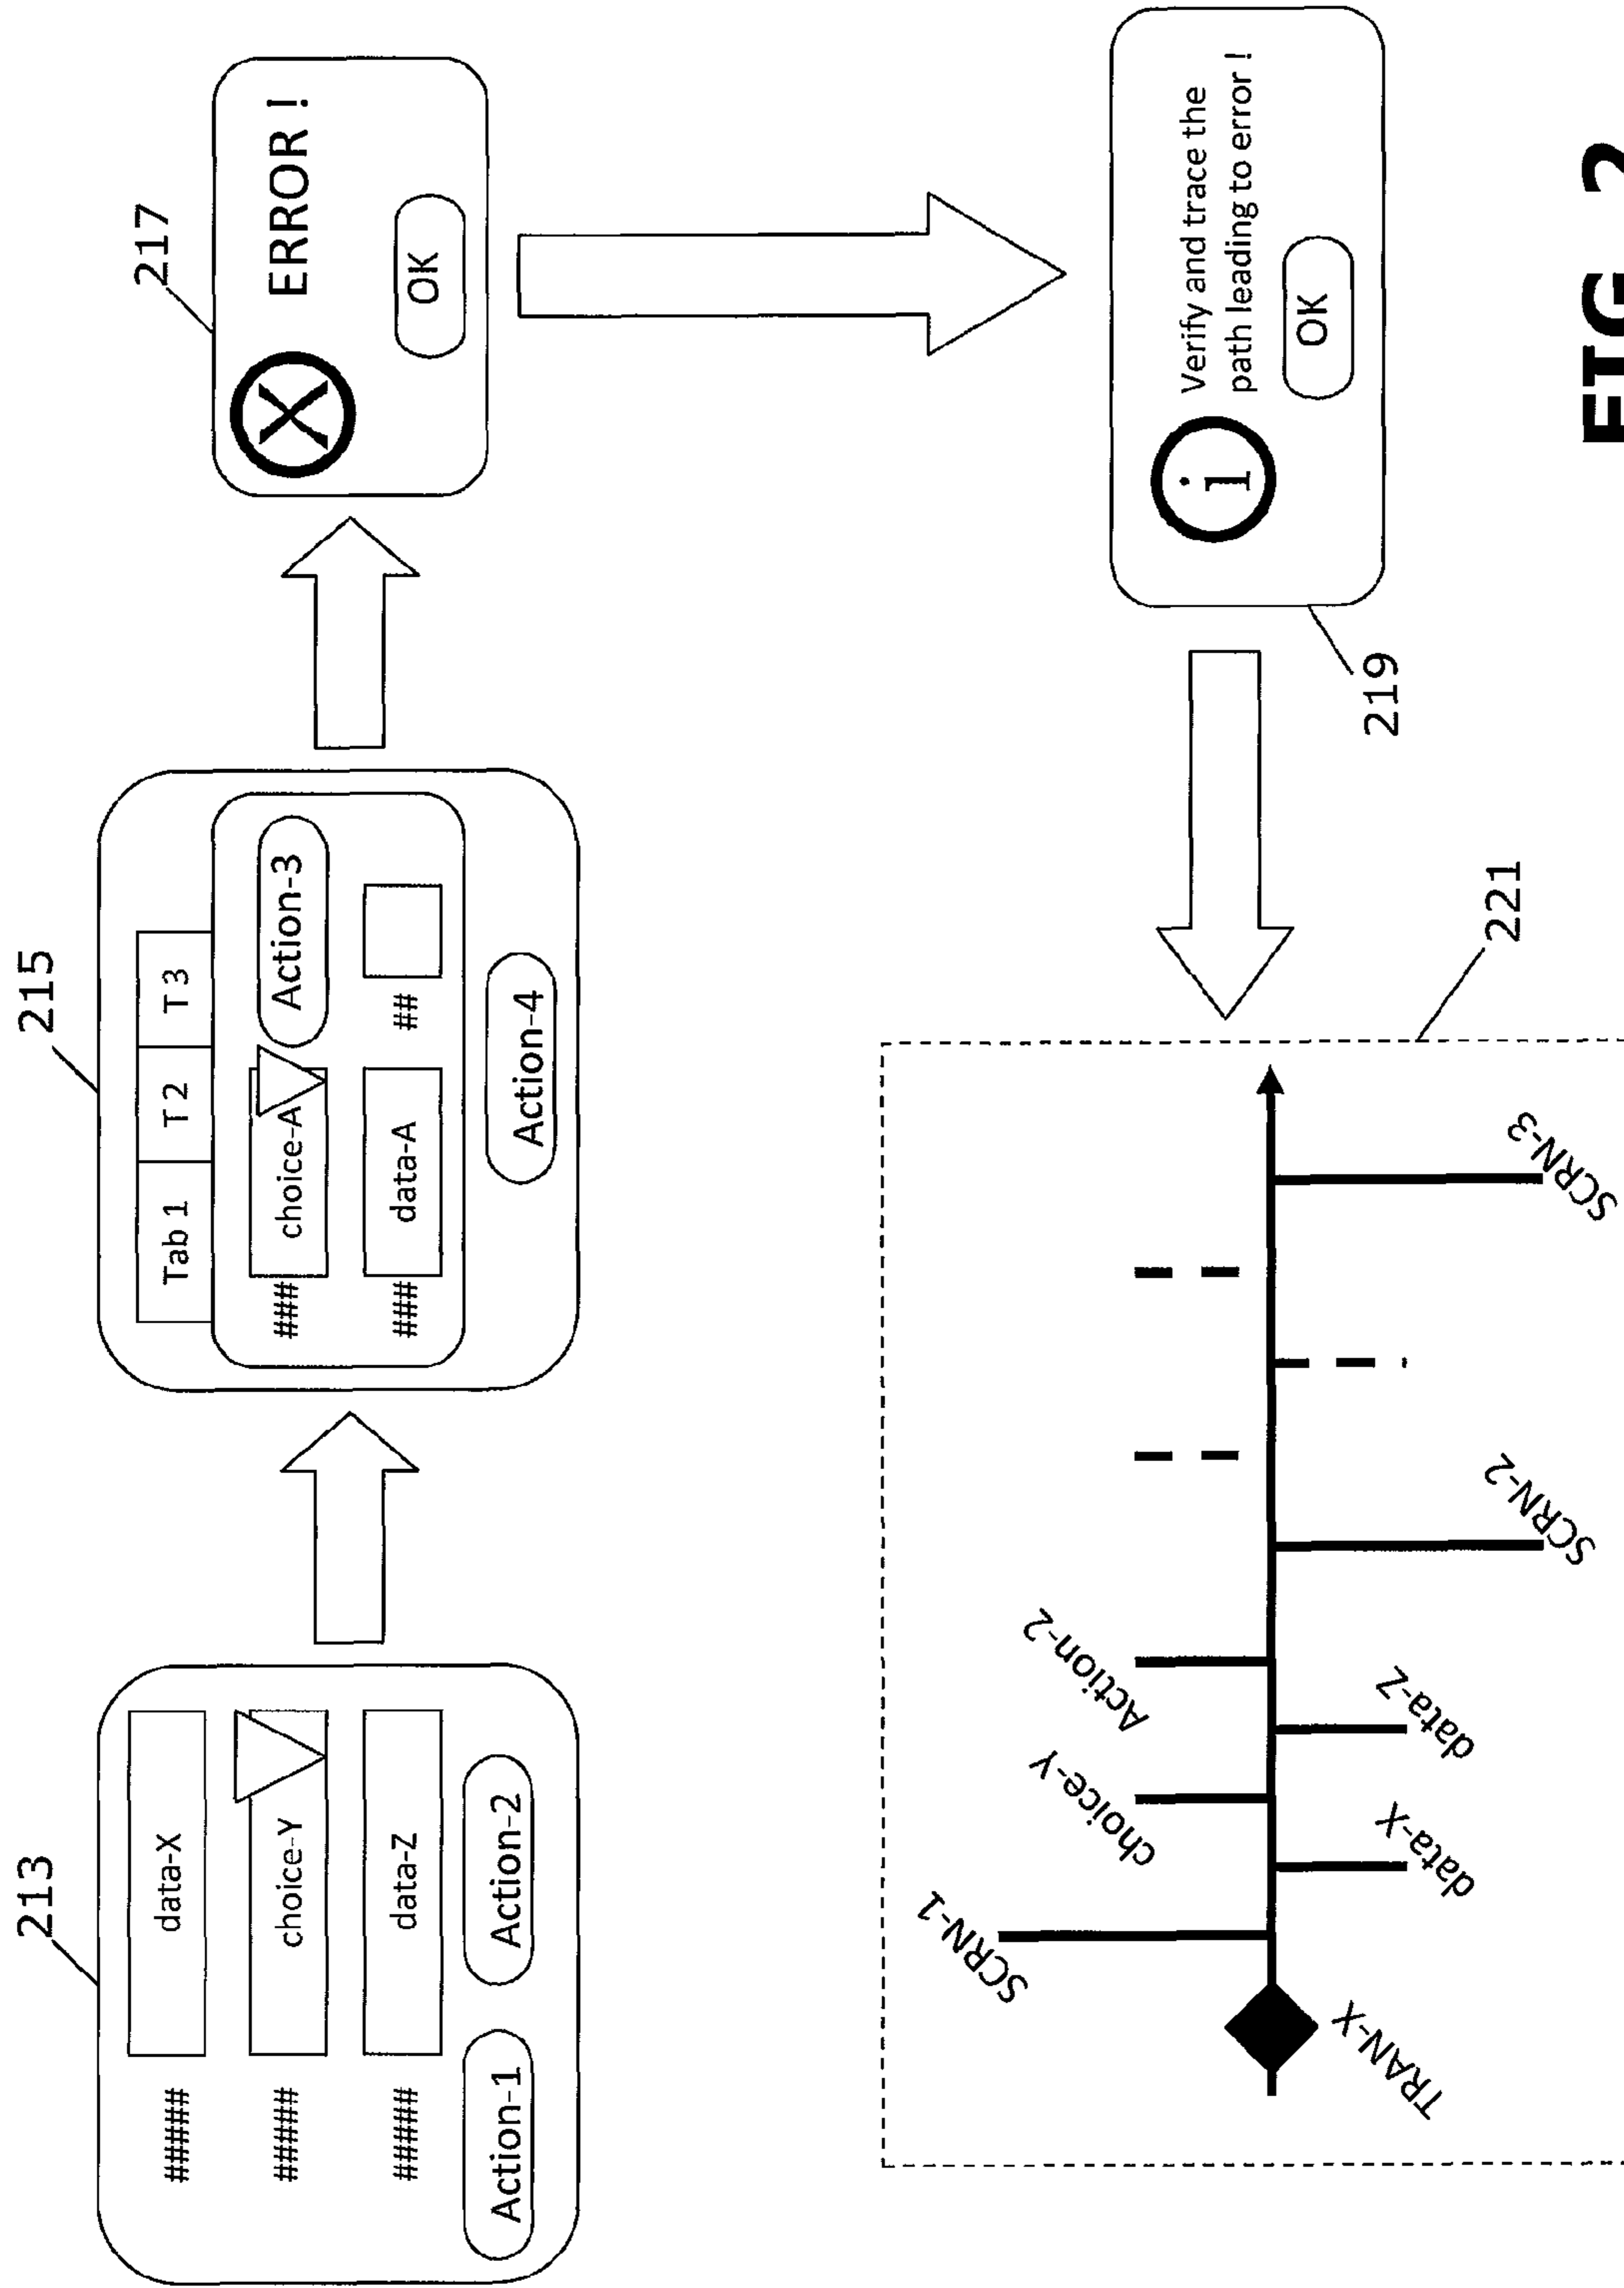 213
#####
data-X
#####
choice-Y
#####
data-Z
Action-1
Action-2
215
Tab 1
T 2
T 3
###
choice-A
Action-3
###
data-A
##
Action-4
217
X
ERROR !
OK
219
i
Verify and trace the
path leading to error !
OK
221
SCRN-1
choice-Y
Action-2
TRAN-X
data-X
data-Z
SCRN-2
SCRN-3
FIG 2